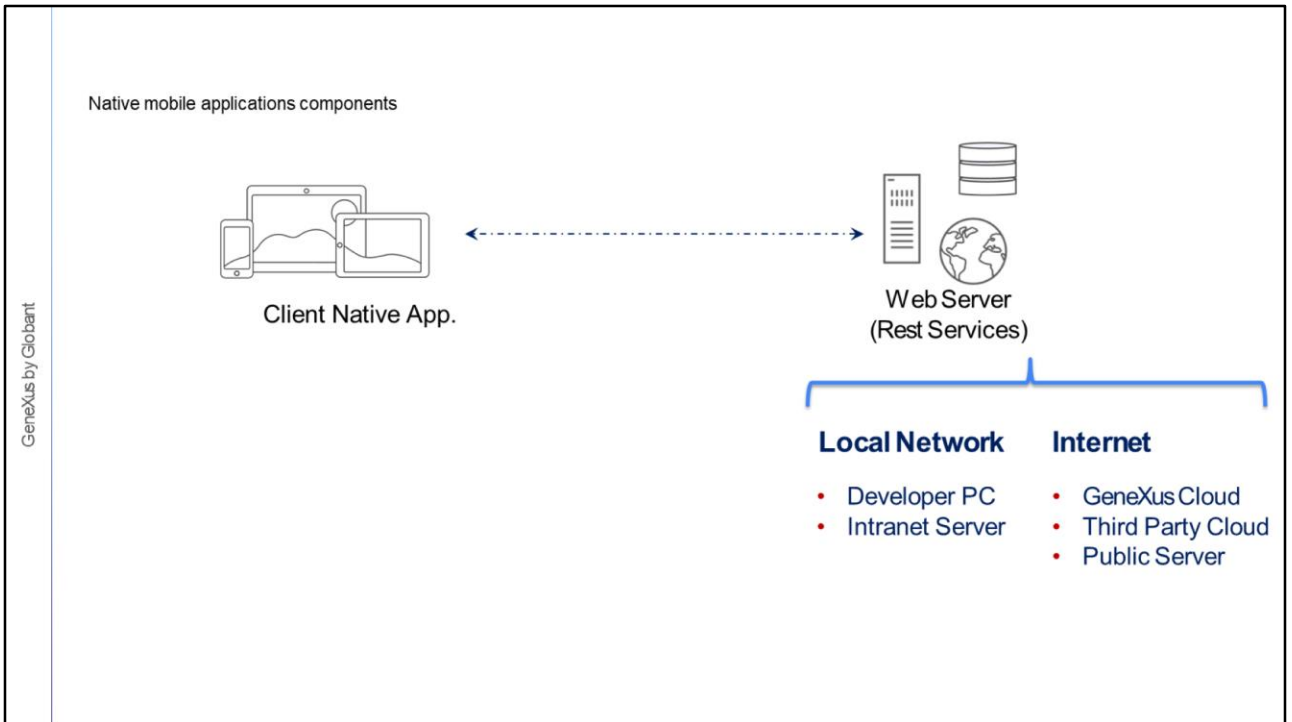 Native mobile applications components
Client Native App.
Web Server
(Rest Services)
Local Network
• Developer PC
• Intranet Server
Internet
• GeneXus Cloud
• Third Party Cloud
• Public Server
GeneXus by Globant